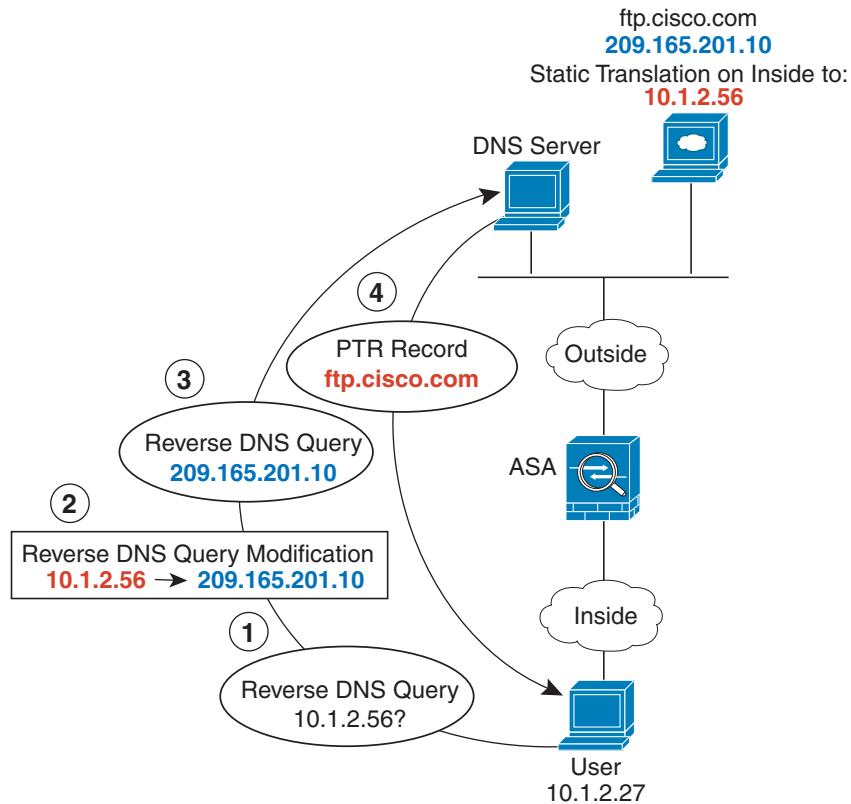 ftp.cisco.com
209.165.201.10
Static Translation on Inside to:
10.1.2.56
DNS Server
4
PTR Record
ftp.cisco.com
Outside
3
Reverse DNS Query
209.165.201.10
ASA
2
Reverse DNS Query Modification
10.1.2.56 → 209.165.201.10
Inside
1
Reverse DNS Query
10.1.2.56?
User
10.1.2.27